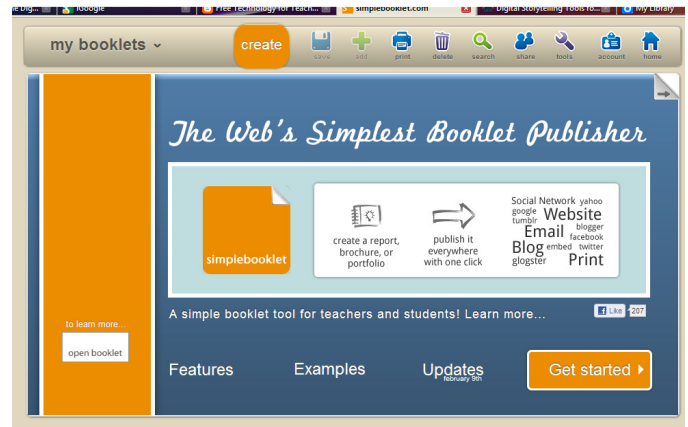 iGoogle
Free Technology for Teach...
simplebooklet.com
Digital Storytelling Tools fo...
My Library
my booklets
create
save
add
print
delete
search
share
tools
account
home
The Web's Simplest Booklet Publisher
simplebooklet
create a report,
brochure, or
portfolio
publish it
everywhere
with one click
Social Network yahoo
google Website
tumblr
Email blogger
facebook
Blog embed twitter
glogster Print
A simple booklet tool for teachers and students! Learn more...
Like 207
to learn more...
open booklet
Features
Examples
Updates
february 9th
Get started